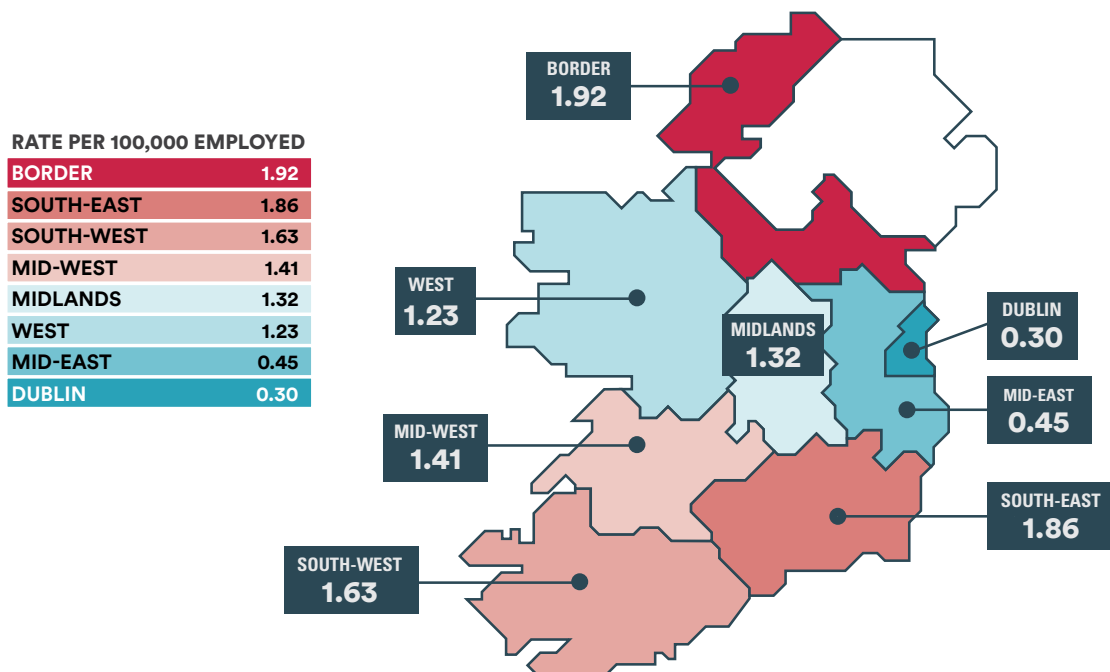 RATE PER 100,000 EMPLOYED
BORDER 1.92
SOUTH-EAST 1.86
SOUTH-WEST 1.63
MID-WEST 1.41
MIDLANDS 1.32
WEST 1.23
MID-EAST 0.45
DUBLIN 0.30
BORDER
1.92
WEST
1.23
MIDLANDS
1.32
DUBLIN
0.30
MID-EAST
0.45
MID-WEST
1.41
SOUTH-EAST
1.86
SOUTH-WEST
1.63